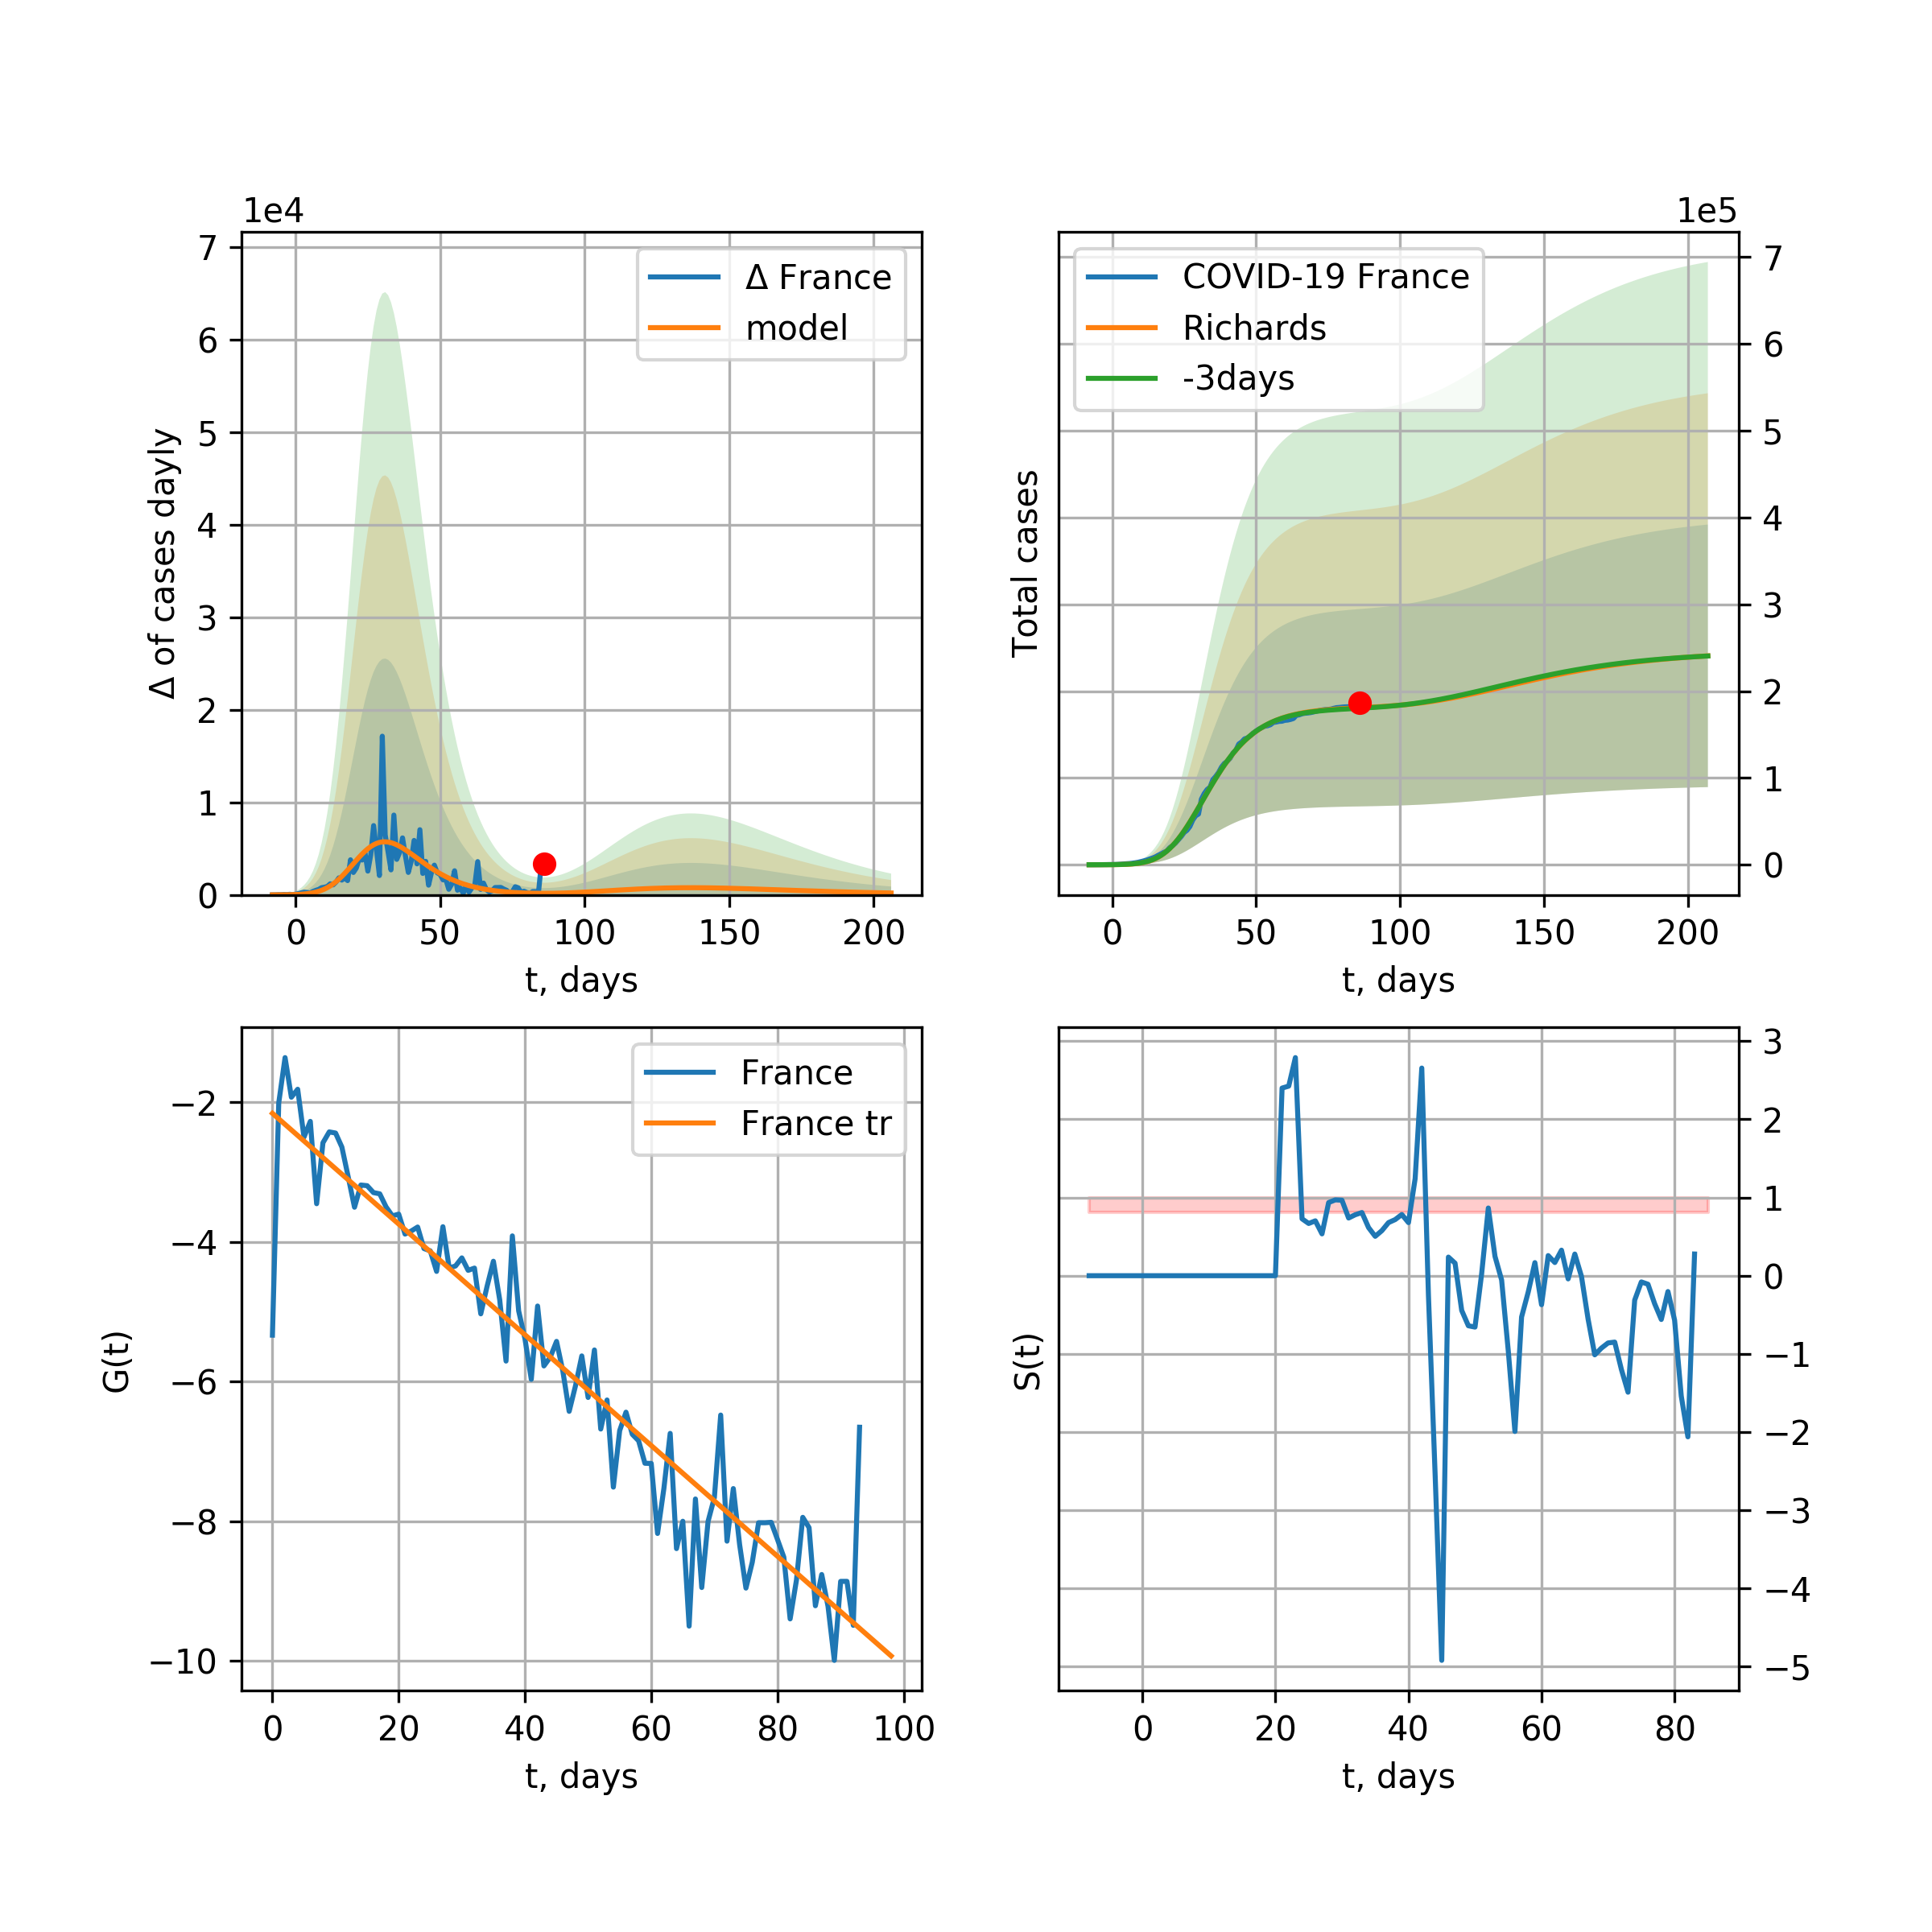 1e4
7
6
5
4
3
2
1
0
Δ of cases dayly
Δ France
model
0 50 100 150 200
t, days
1e5
7
6
5
4
3
2
1
0
Total cases
COVID-19 France
Richards
-3days
0 50 100 150 200
t, days
−2
−4
−6
−8
−10
G(t)
France
France tr
0 20 40 60 80 100
t, days
3
2
1
0
−1
−2
−3
−4
−5
S(t)
0 20 40 60 80
t, days